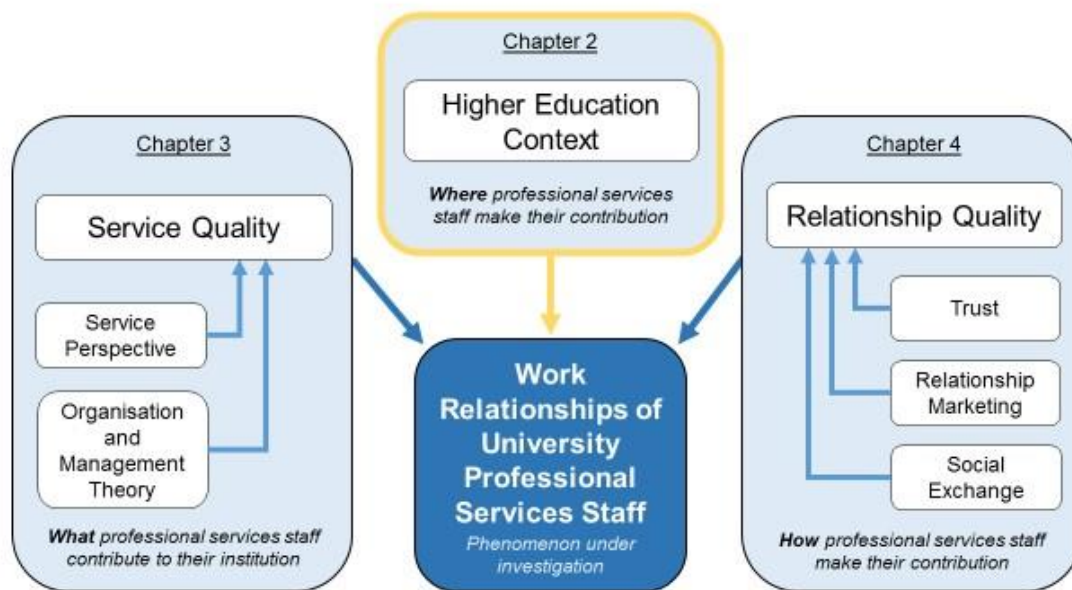 Chapter 2
Higher Education
Context
Where professional services
staff make their contribution
Chapter 3
Service Quality
Service
Perspective
Organisation
and
Management
Theory
What professional services staff
contribute to their institution
Chapter 4
Relationship Quality
Trust
Relationship
Marketing
Social
Exchange
How professional services staff
make their contribution
Work
Relationships of
University
Professional
Services Staff
Phenomenon under
investigation